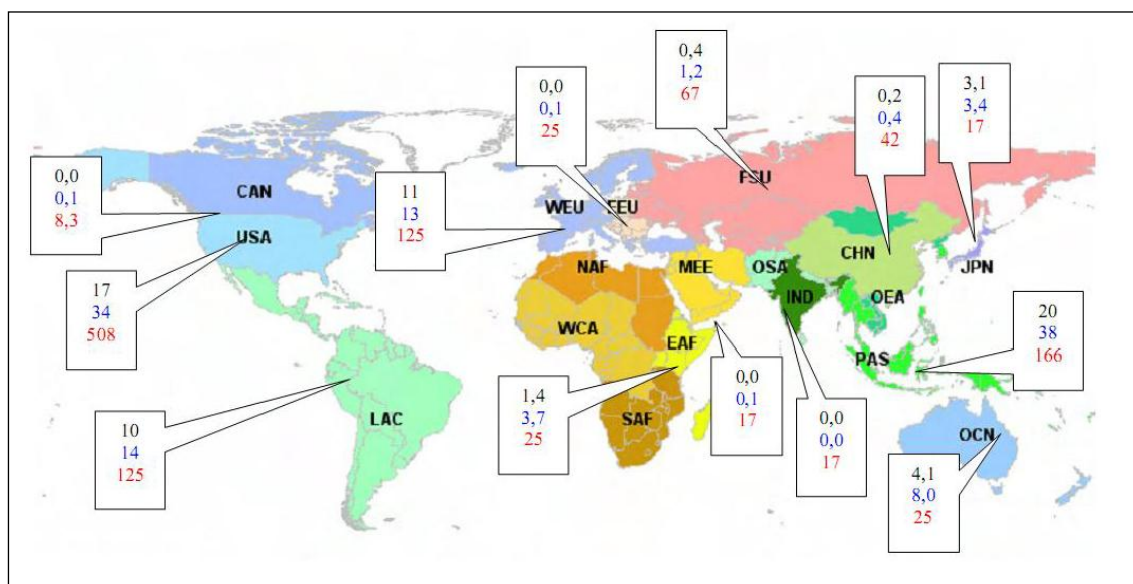 0,4
1,2
67
0,2
0,4
42
3,1
3,4
17
0,0
0,1
25
0,0
0,1
8,3
11
13
125
CAN
WEU
EEU
FSU
USA
CHN
JPN
NAF
MEE
OSA
IND
OEA
17
34
508
WCA
EAF
PAS
20
38
166
LAC
SAF
OCN
10
14
125
1,4
3,7
25
0,0
0,1
17
0,0
0,0
17
4,1
8,0
25